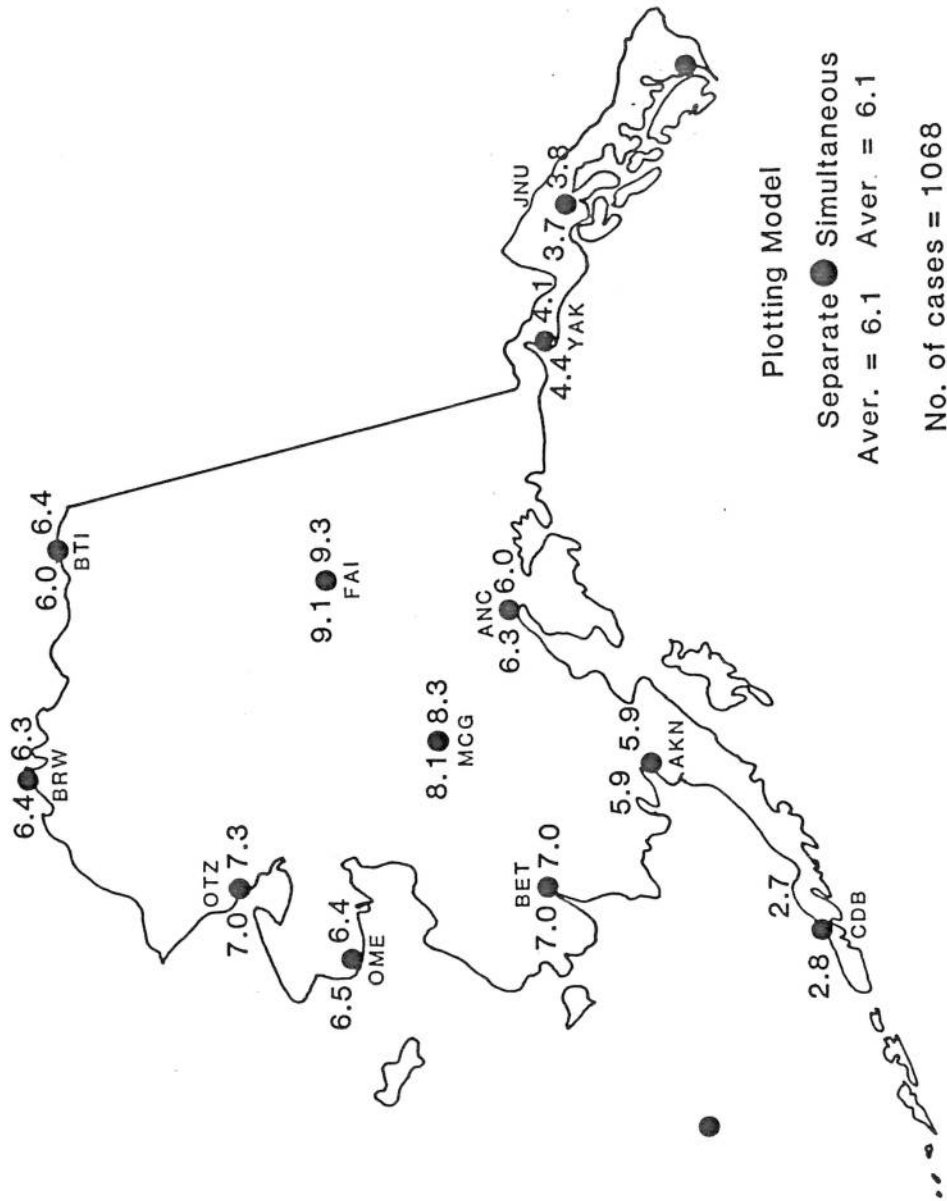 6.4 6.3
BRW
6.0 6.4
BTI
OTZ
7.0 7.3
6.5 6.4
OME
9.1 9.3
FAI
8.1 8.3
MCG
ANC
6.3 6.0
BET
7.0 7.0
5.9 5.9
AKN
2.8 2.7
CDB
4.4 4.1
YAK
JNU
3.7 3.8
Plotting Model
Separate Simultaneous
Aver. = 6.1 Aver. = 6.1
No. of cases = 1068